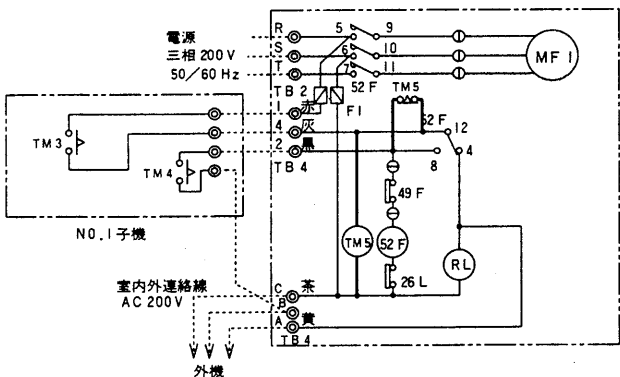 電源
三相 200V
50/60 Hz
R 5 9
S 6 10
T 7 11
MF 1
TB 2
52 F
TM 5
F1
1 赤
4 灰
2 黒
TB 4
52 F
12
8 4
TM 3
TM 4
NO.1子機
49 F
TM 5
52 F
RL
26 L
室内外連絡線
AC 200V
C 茶
B
A 黄
TB 4
外機